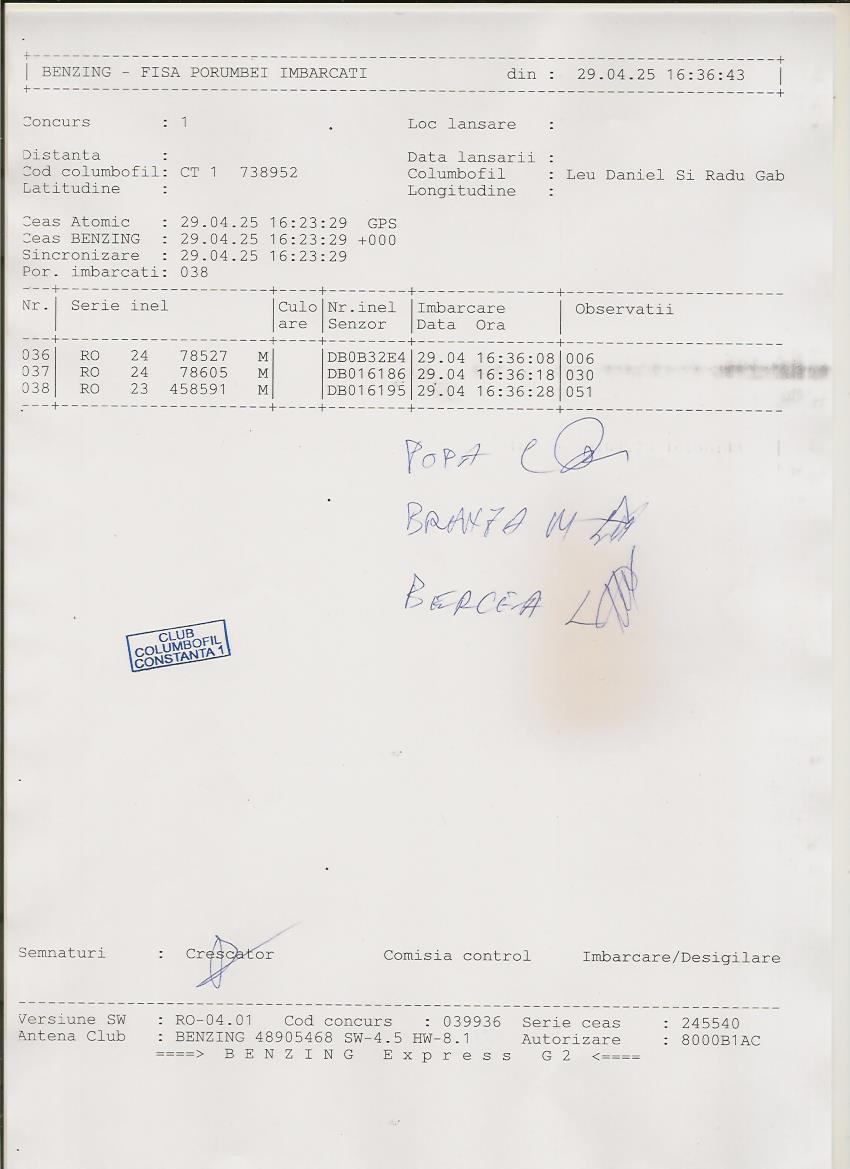 BENZING - FISA PORUMBEI IMBARCATI din : 29.04.25 16:36:43
Concurs : 1 Loc lansare :
Distanta : Data lansarii :
Cod columbofil: CT 1 738952 Columbofil : Leu Daniel Si Radu Gab
Latitudine : Longitudine :
Ceas Atomic : 29.04.25 16:23:29 GPS
Ceas BENZING : 29.04.25 16:23:29 +000
Sincronizare : 29.04.25 16:23:29
Por. imbarcati: 038
Nr. Serie inel Culo Nr.inel Imbarcare Observatii
are Senzor Data Ora
036 RO 24 78527 M DB0B32E4 29.04 16:36:08 006
037 RO 24 78605 M DB016186 29.04 16:36:18 030
038 RO 23 458591 M DB016195 29.04 16:36:28 051
POPA C
BRANZA M
BERCEA L
CLUB
COLUMBOFIL
CONSTANTA 1
Semnaturi : Crescator Comisia control Imbarcare/Desigilare
Versiune SW : RO-04.01 Cod concurs : 039936 Serie ceas : 245540
Antena Club : BENZING 48905468 SW-4.5 HW-8.1 Autorizare : 8000B1AC
====> B E N Z I N G E x p r e s s G 2 <====